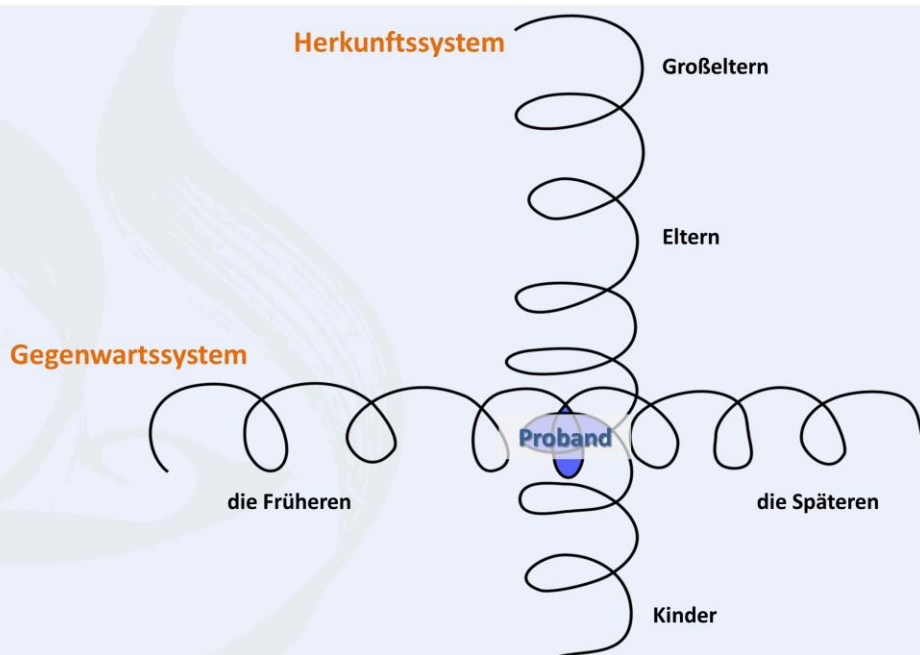 Herkunftssystem
Großeltern
Eltern
Gegenwartssystem
Proband
die Früheren
die Späteren
Kinder